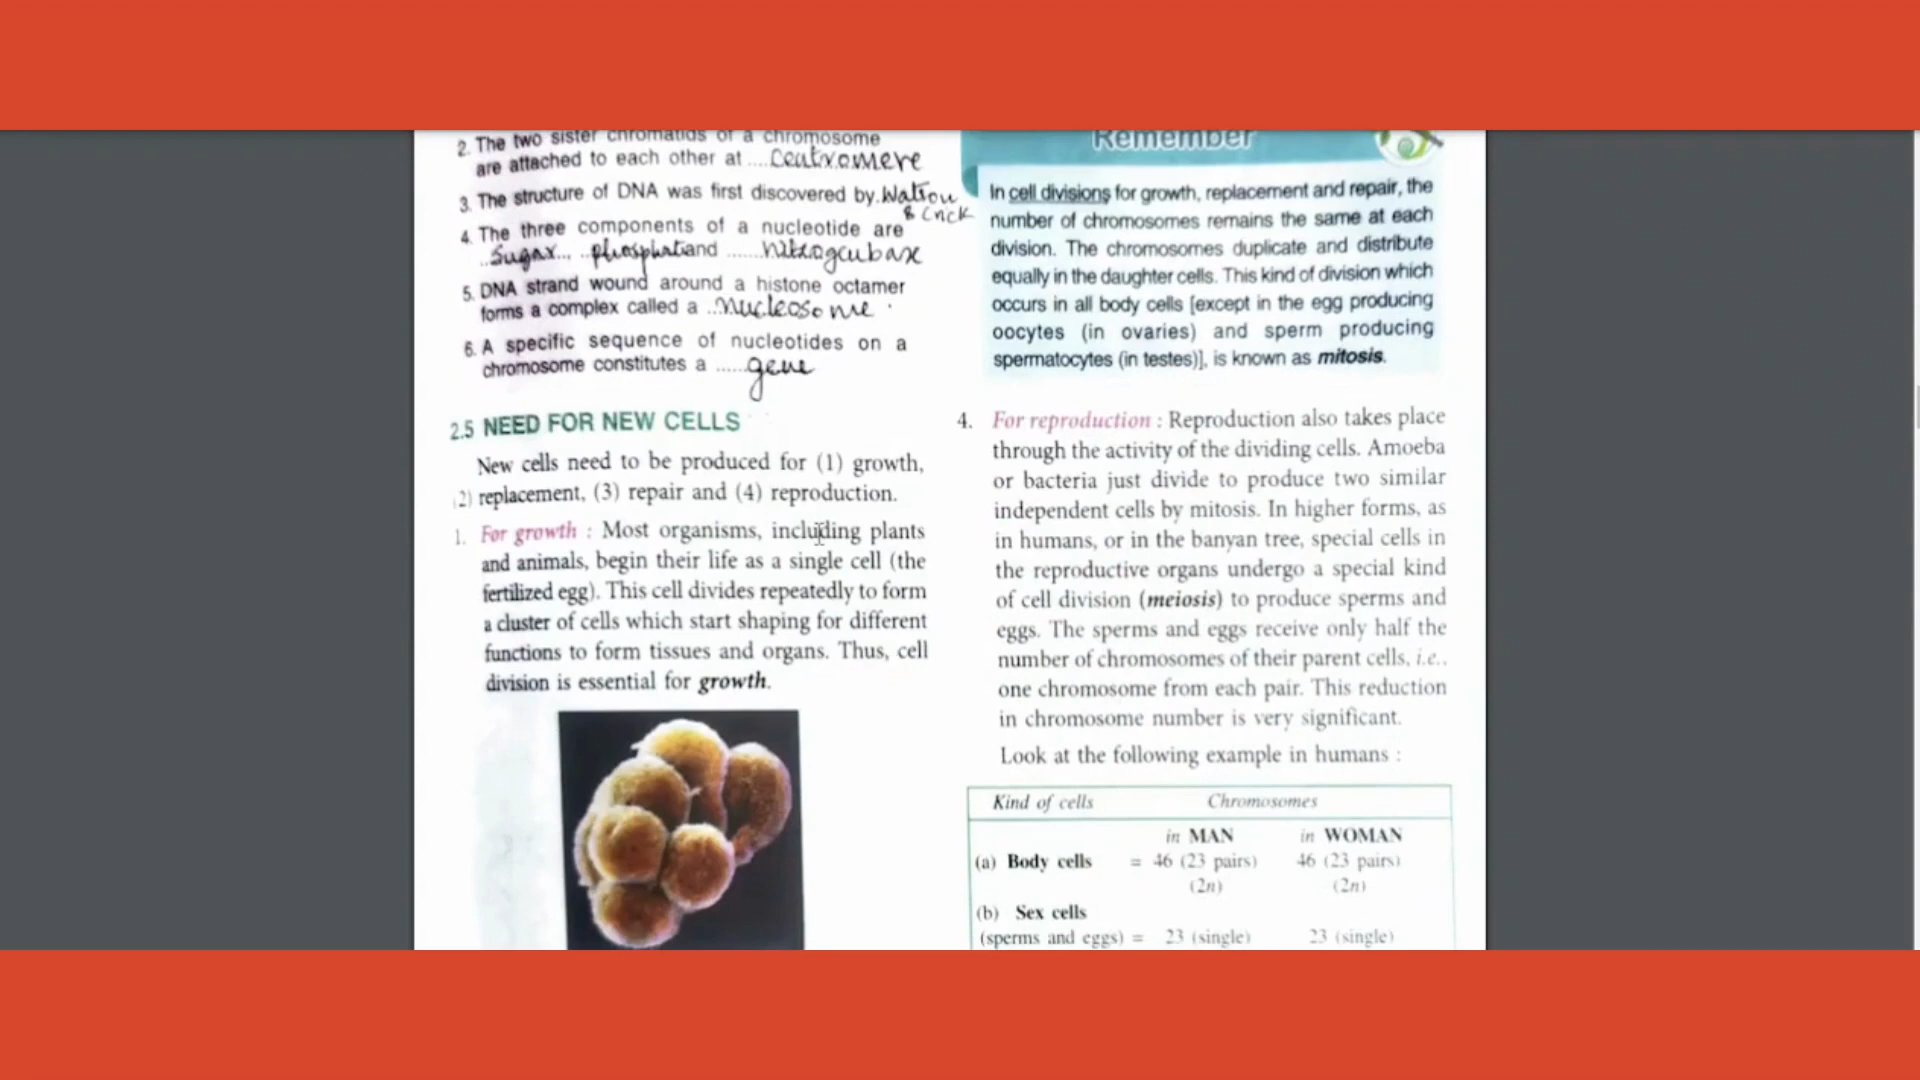 2. The two sister chromatids of a chromosome
are attached to each other at ....Centromere
3. The structure of DNA was first discovered by.Watson
& Crick
4. The three components of a nucleotide are
..Sugar... ..phosphate and .......
5. DNA strand wound around a histone octamer
forms a complex called a ...Nucleosome.
6. A specific sequence of nucleotides on a
chromosome constitutes a ......gene
2.5 NEED FOR NEW CELLS
New cells need to be produced for (1) growth,
(2) replacement, (3) repair and (4) reproduction.
1. For growth : Most organisms, including plants
and animals, begin their life as a single cell (the
fertilized egg). This cell divides repeatedly to form
a cluster of cells which start shaping for different
functions to form tissues and organs. Thus, cell
division is essential for growth.
Remember
In cell divisions for growth, replacement and repair, the
number of chromosomes remains the same at each
division. The chromosomes duplicate and distribute
equally in the daughter cells. This kind of division which
occurs in all body cells [except in the egg producing
oocytes (in ovaries) and sperm producing
spermatocytes (in testes)], is known as mitosis.
4. For reproduction : Reproduction also takes place
through the activity of the dividing cells. Amoeba
or bacteria just divide to produce two similar
independent cells by mitosis. In higher forms, as
in humans, or in the banyan tree, special cells in
the reproductive organs undergo a special kind
of cell division (meiosis) to produce sperms and
eggs. The sperms and eggs receive only half the
number of chromosomes of their parent cells, i.e..
one chromosome from each pair. This reduction
in chromosome number is very significant.
Look at the following example in humans :
Kind of cells Chromosomes
in MAN in WOMAN
(a) Body cells = 46 (23 pairs) 46 (23 pairs)
(2n) (2n)
(b) Sex cells
(sperms and eggs) = 23 (single) 23 (single)